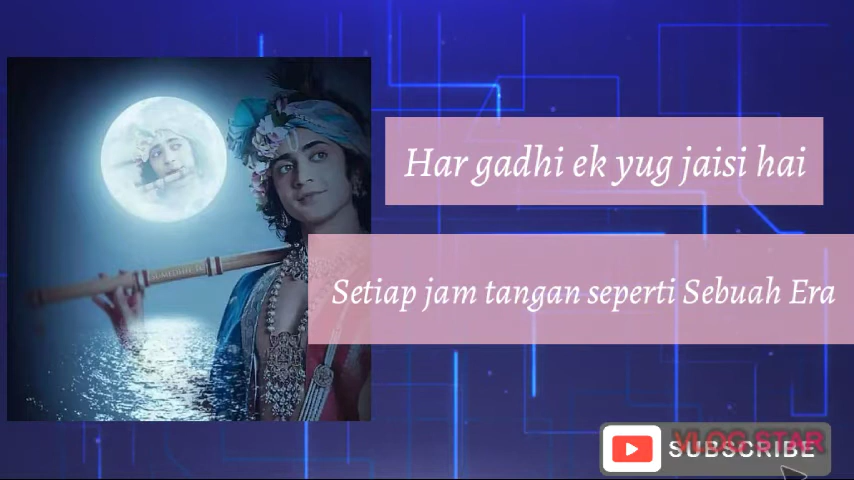 Har gadhi ek yug jaisi hai
Setiap jam tangan seperti Sebuah Era
VLOG STAR
SUBSCRIBE